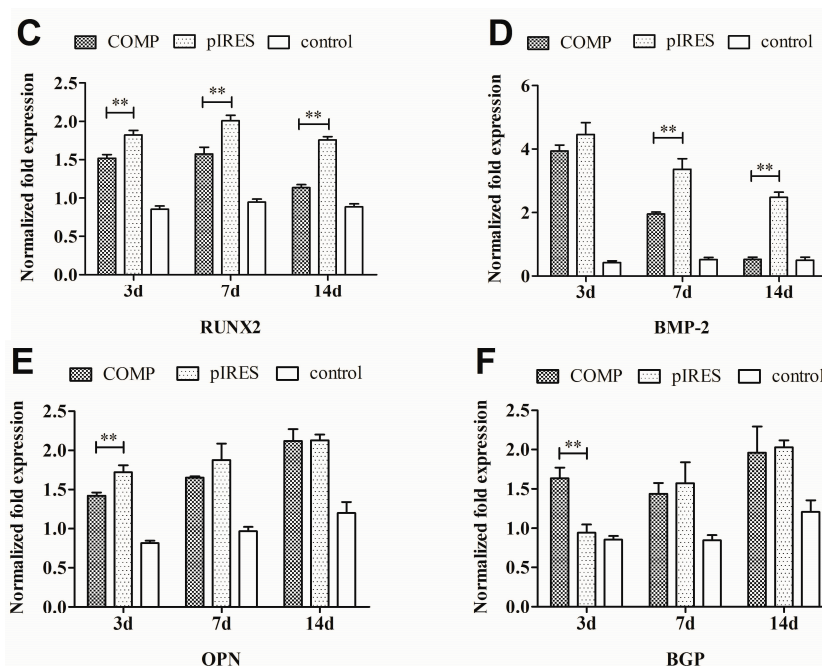 C
COMP pIRES control
Normalized fold expression
2.5
2.0
1.5
1.0
0.5
0.0
** ** **
3d 7d 14d
RUNX2
D
COMP pIRES control
Normalized fold expression
6
4
2
0
** **
3d 7d 14d
BMP-2
E
COMP pIRES control
Normalized fold expression
2.5
2.0
1.5
1.0
0.5
0.0
**
3d 7d 14d
OPN
F
COMP pIRES control
Normalized fold expression
2.5
2.0
1.5
1.0
0.5
0.0
**
3d 7d 14d
BGP